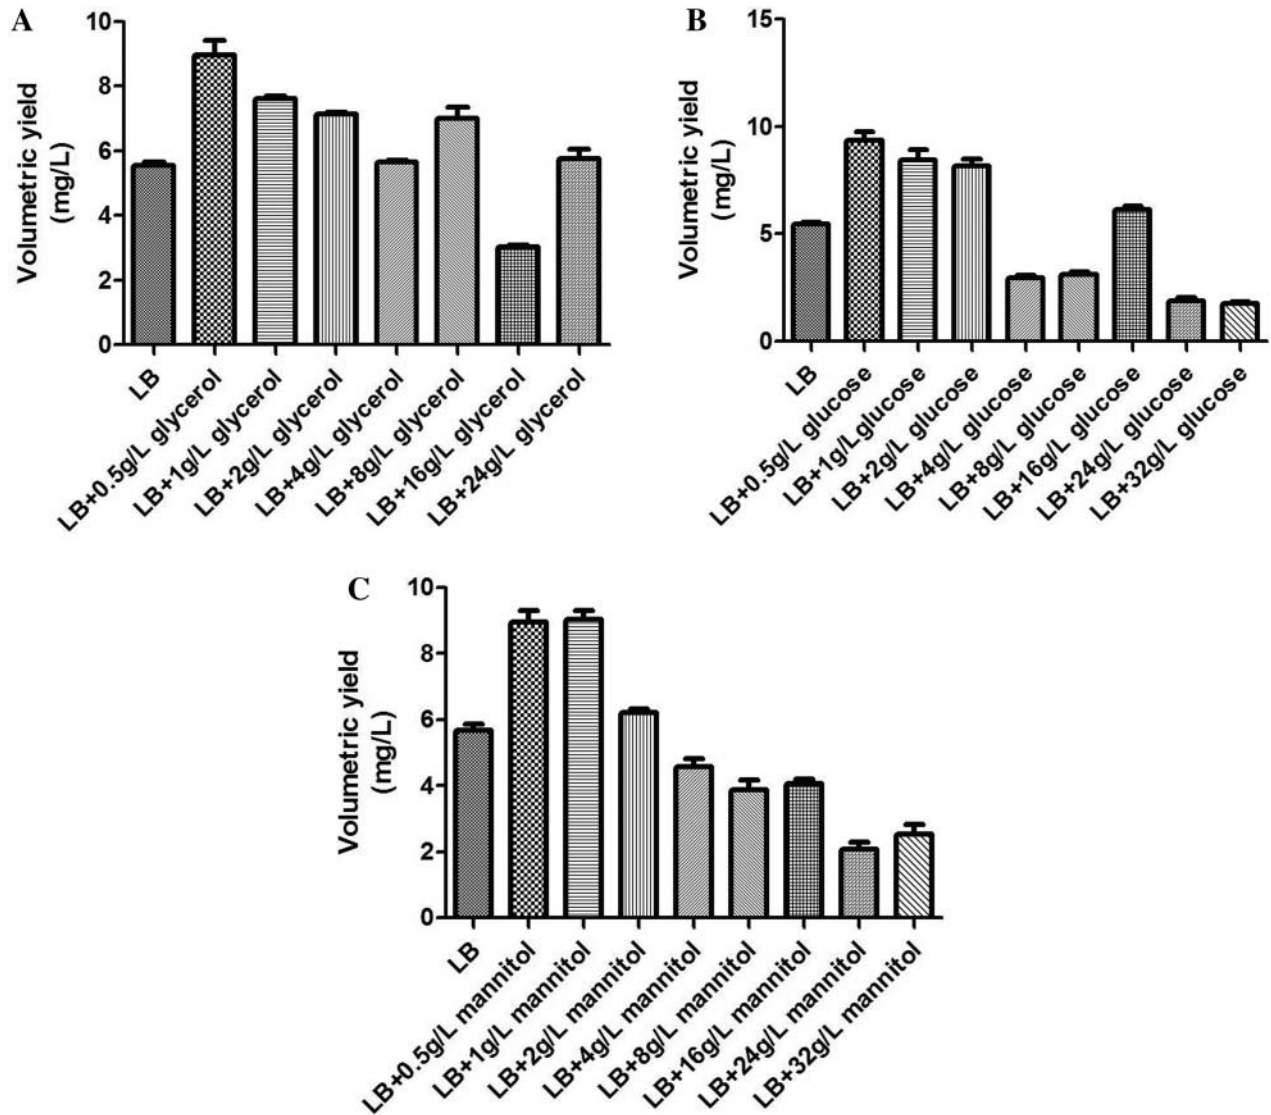 A
Volumetric yield
(mg/L)
10
8
6
4
2
0
LB
LB+0.5g/L glycerol
LB+1g/L glycerol
LB+2g/L glycerol
LB+4g/L glycerol
LB+8g/L glycerol
LB+16g/L glycerol
LB+24g/L glycerol
B
Volumetric yield
(mg/L)
15
10
5
0
LB
LB+0.5g/L glucose
LB+1g/L glucose
LB+2g/L glucose
LB+4g/L glucose
LB+8g/L glucose
LB+16g/L glucose
LB+24g/L glucose
LB+32g/L glucose
C
Volumetric yield
(mg/L)
10
8
6
4
2
0
LB
LB+0.5g/L mannitol
LB+1g/L mannitol
LB+2g/L mannitol
LB+4g/L mannitol
LB+8g/L mannitol
LB+16g/L mannitol
LB+24g/L mannitol
LB+32g/L mannitol